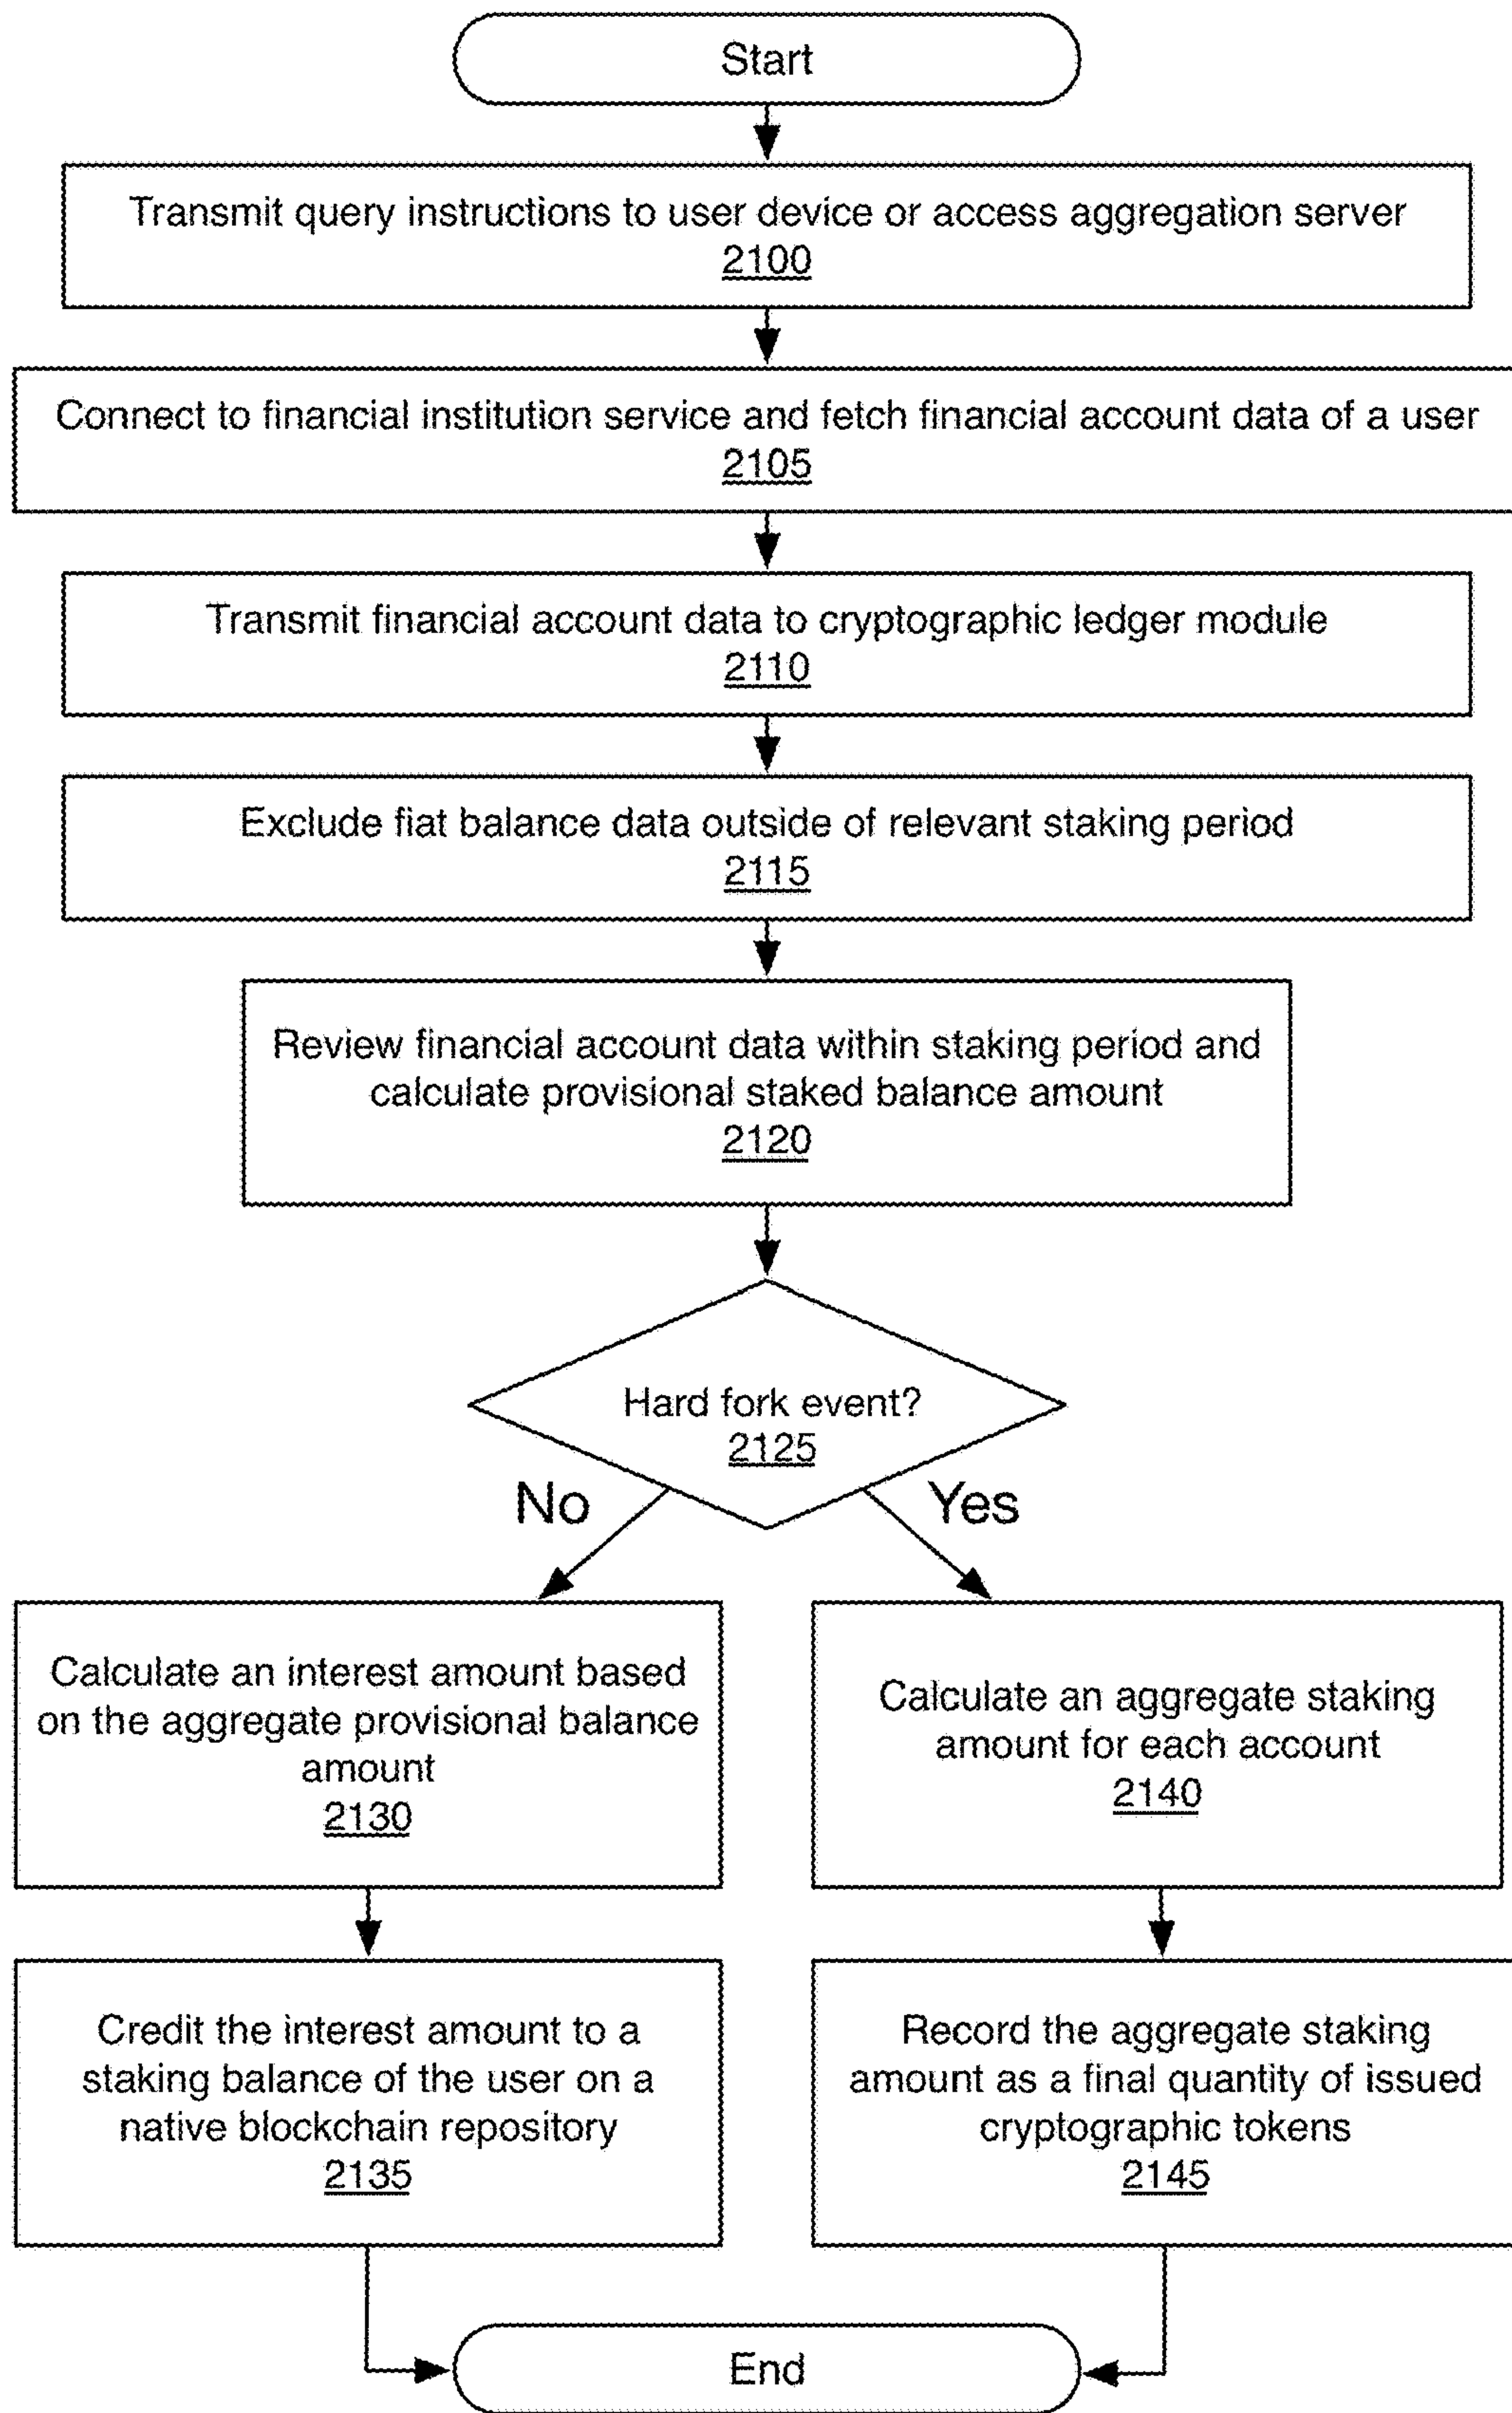 Start
Transmit query instructions to user device or access aggregation server
2100
Connect to financial institution service and fetch financial account data of a user
2105
Transmit financial account data to cryptographic ledger module
2110
Exclude fiat balance data outside of relevant staking period
2115
Review financial account data within staking period and
calculate provisional staked balance amount
2120
Hard fork event?
2125
No
Yes
Calculate an interest amount based
on the aggregate provisional balance
amount
2130
Calculate an aggregate staking
amount for each account
2140
Credit the interest amount to a
staking balance of the user on a
native blockchain repository
2135
Record the aggregate staking
amount as a final quantity of issued
cryptographic tokens
2145
End